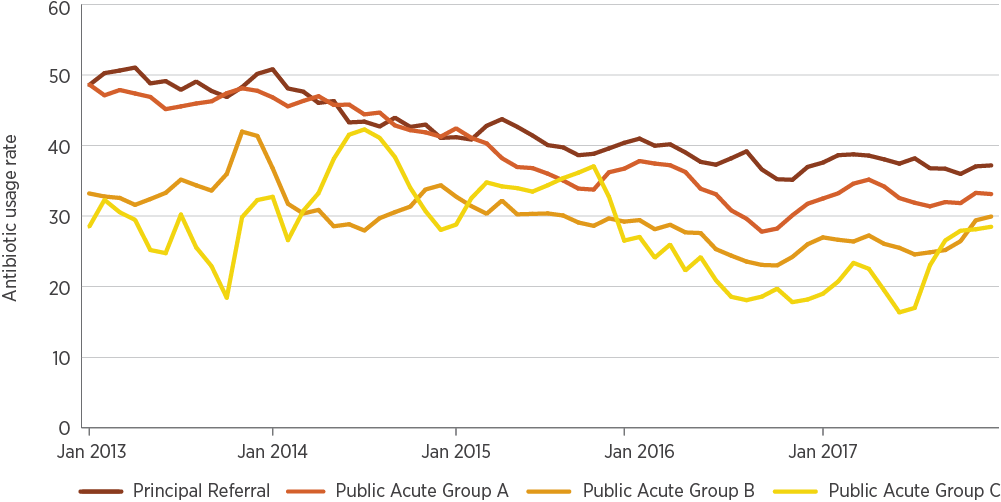 60
50
40
30
20
10
0
Antibiotic usage rate
Jan 2013 Jan 2014 Jan 2015 Jan 2016 Jan 2017
Principal Referral Public Acute Group A Public Acute Group B Public Acute Group C